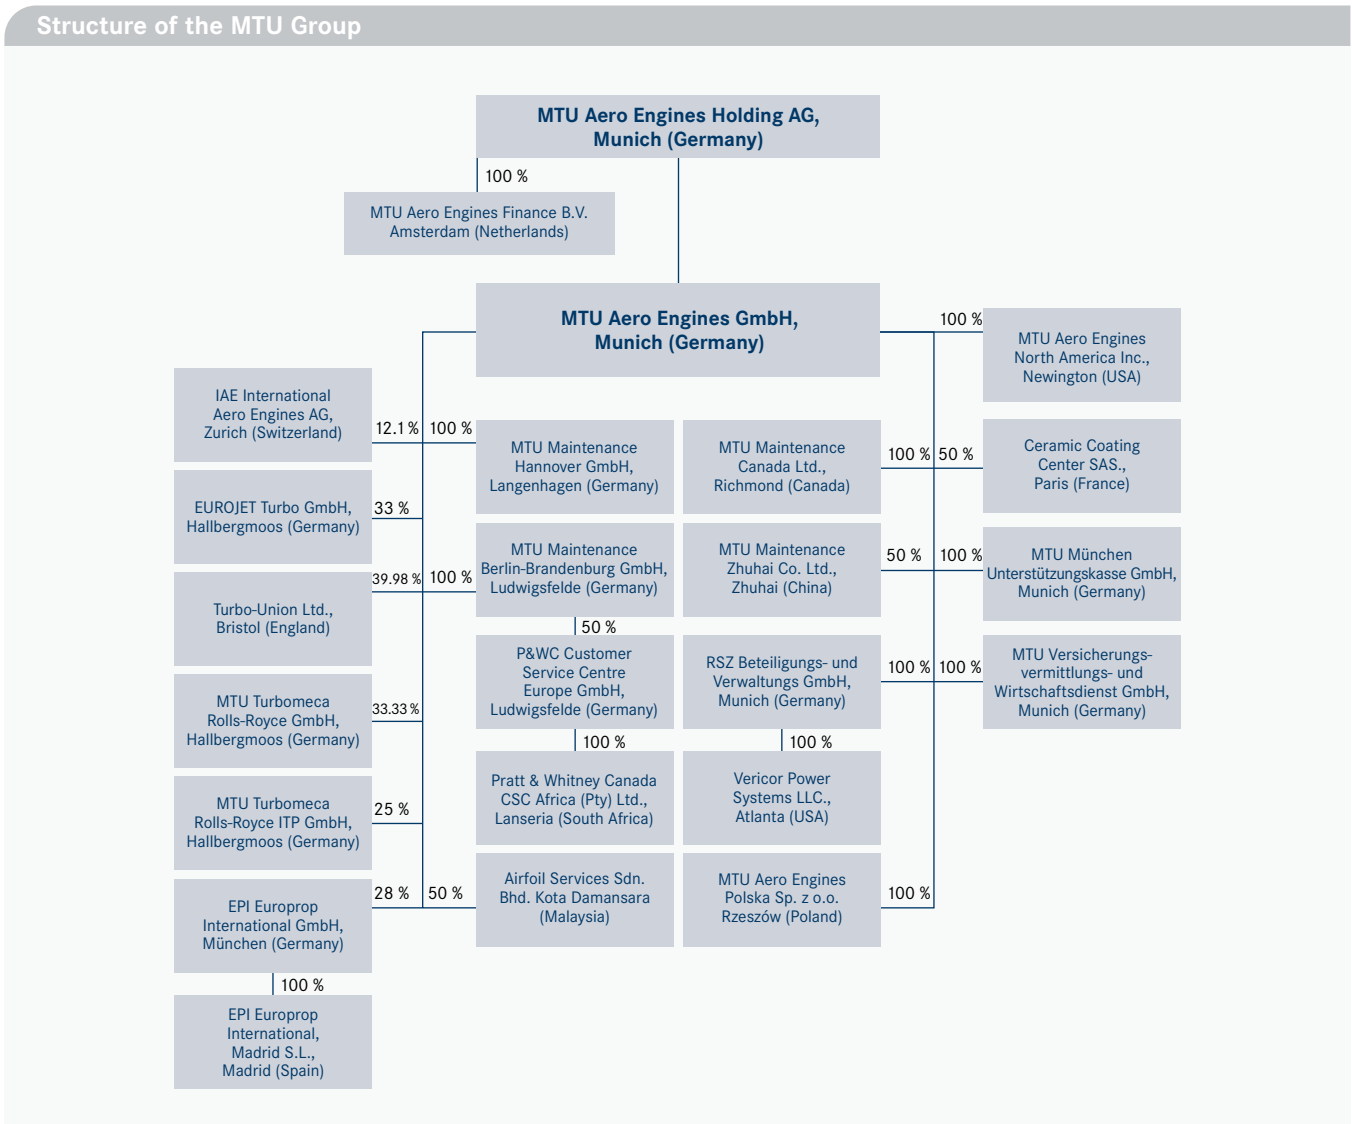 Structure of the MTU Group
MTU Aero Engines Holding AG,
Munich (Germany)
100 %
MTU Aero Engines Finance B.V.
Amsterdam (Netherlands)
MTU Aero Engines GmbH,
Munich (Germany)
100 %
MTU Aero Engines
North America Inc.,
Newington (USA)
IAE International
Aero Engines AG,
Zurich (Switzerland)
12.1 %
100 %
MTU Maintenance
Hannover GmbH,
Langenhagen (Germany)
MTU Maintenance
Canada Ltd.,
Richmond (Canada)
100 %
50 %
Ceramic Coating
Center SAS.,
Paris (France)
EUROJET Turbo GmbH,
Hallbergmoos (Germany)
33 %
Turbo-Union Ltd.,
Bristol (England)
39.98 %
100 %
MTU Maintenance
Berlin-Brandenburg GmbH,
Ludwigsfelde (Germany)
MTU Maintenance
Zhuhai Co. Ltd.,
Zhuhai (China)
50 %
100 %
MTU München
Unterstützungskasse GmbH,
Munich (Germany)
50 %
P&WC Customer
Service Centre
Europe GmbH,
Ludwigsfelde (Germany)
RSZ Beteiligungs- und
Verwaltungs GmbH,
Munich (Germany)
100 %
100 %
MTU Versicherungs-
vermittlungs- und
Wirtschaftsdienst GmbH,
Munich (Germany)
MTU Turbomeca
Rolls-Royce GmbH,
Hallbergmoos (Germany)
33.33 %
100 %
100 %
MTU Turbomeca
Rolls-Royce ITP GmbH,
Hallbergmoos (Germany)
25 %
Pratt & Whitney Canada
CSC Africa (Pty) Ltd.,
Lanseria (South Africa)
Vericor Power
Systems LLC.,
Atlanta (USA)
EPI Europrop
International GmbH,
München (Germany)
28 %
50 %
Airfoil Services Sdn.
Bhd. Kota Damansara
(Malaysia)
MTU Aero Engines
Polska Sp. z o.o.
Rzeszów (Poland)
100 %
100 %
EPI Europrop
International,
Madrid S.L.,
Madrid (Spain)